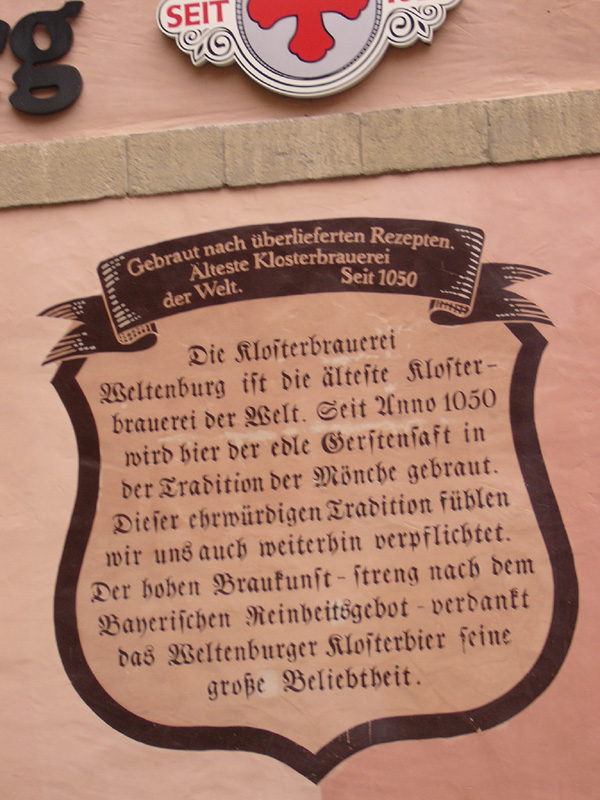 rg
SEIT
Gebraut nach überlieferten Rezepten.
Älteste Klosterbrauerei
der Welt. Seit 1050
Die Kloſterbrauerei
Weltenburg iſt die älteſte Kloſter-
brauerei der Welt. Seit Anno 1050
wird hier der edle Gerſtenſaft in
der Tradition der Mönche gebraut.
Dieſer ehrwürdigen Tradition fühlen
wir uns auch weiterhin verpflichtet.
Der hohen Braukunſt - ſtreng nach dem
Bayeriſchen Reinheitsgebot - verdankt
das Weltenburger Kloſterbier ſeine
große Beliebtheit.